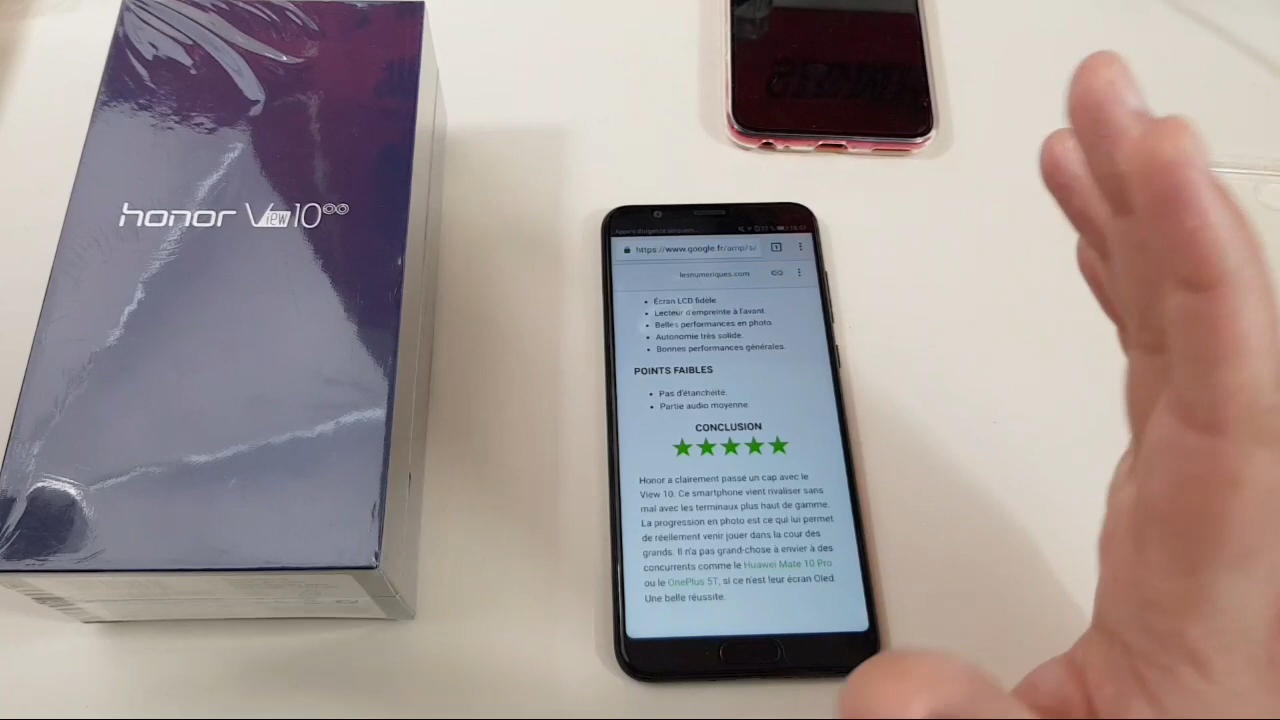 honor View 10
https://www.google.fr/amp/s/
1
lesnumeriques.com
• Écran LCD fidèle
• Lecteur d'empreinte à l'avant.
• Belles performances en photo.
• Autonomie très solide.
• Bonnes performances générales.
POINTS FAIBLES
• Pas d'étanchéité.
• Partie audio moyenne.
CONCLUSION
Honor a clairement passé un cap avec le
View 10. Ce smartphone vient rivaliser sans
mal avec les terminaux plus haut de gamme.
La progression en photo est ce qui lui permet
de réellement venir jouer dans la cour des
grands. Il n'a pas grand-chose à envier à des
concurrents comme le Huawei Mate 10 Pro
ou le OnePlus 5T, si ce n'est leur écran Oled.
Une belle réussite.